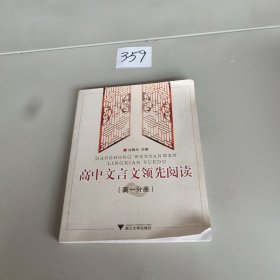 359
主编
GAOZHONG WENYANWEN
LINGXIAN YUEDU
高中文言文领先阅读
(高一分册)
浙江大学出版社